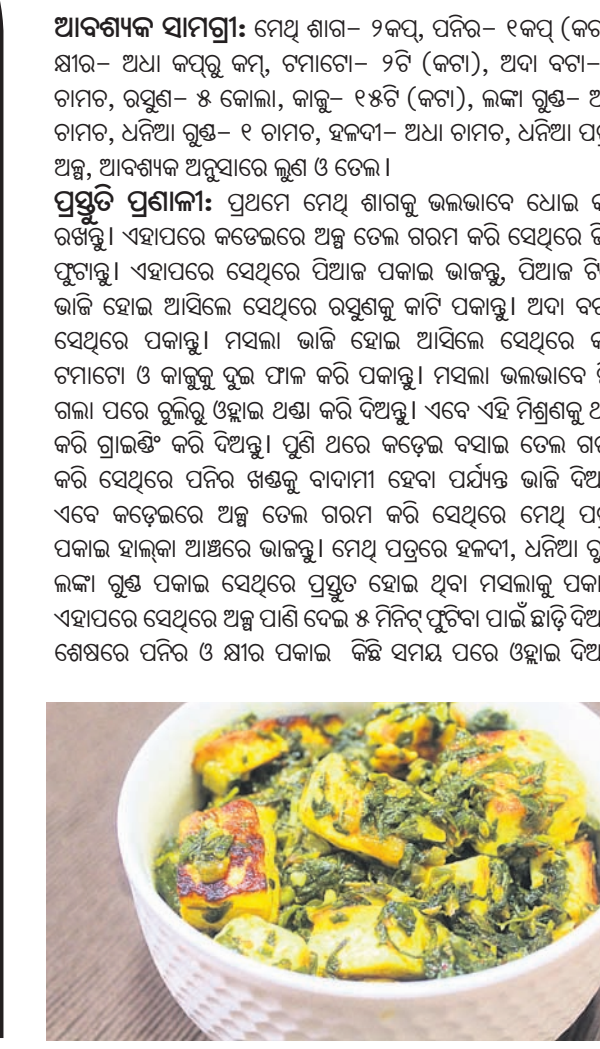 ଆବଶ୍ୟକ ସାମଗ୍ରୀ: ମେଥି ଶାଗ– ୨କପ୍, ପନିର– ୧କପ୍
କ୍ଷୀର– ଅଧା କପ୍‌ରୁ କମ୍, ଟମାଟୋ– ୨ଟି (କଟା), ଅଦା ବଟା–
ଚାମଚ, ରସୁଣ– ୫ କୋଲା, କାଜୁ– ୧୫ଟି (କଟା), ଲଙ୍କା ଗୁଣ୍ଡ–
ଚାମଚ, ଧନିଆ ଗୁଣ୍ଡ– ୧ ଚାମଚ, ହଳଦୀ– ଅଧା ଚାମଚ, ଧନିଆ
ଅଳ୍ପ, ଆବଶ୍ୟକ ଅନୁସାରେ ଲୁଣ ଓ ତେଲ।
ପ୍ରସ୍ତୁତି ପ୍ରଣାଳୀ: ପ୍ରଥମେ ମେଥି ଶାଗକୁ ଭଲଭାବେ ଧୋଇ
ରଖନ୍ତୁ। ଏହାପରେ କଡେଇରେ ଅଳ୍ପ ତେଲ ଗରମ କରି ସେଥିରେ
ଫୁଟାନ୍ତୁ। ଏହାପରେ ସେଥିରେ ପିଆଜ ପକାଇ ଭାଜନ୍ତୁ, ପିଆଜ
ଭାଜି ହୋଇ ଆସିଲେ ସେଥିରେ ରସୁଣକୁ କାଟି ପକାନ୍ତୁ। ଅଦା
ସେଥିରେ ପକାନ୍ତୁ। ମସଲା ଭାଜି ହୋଇ ଆସିଲେ ସେଥିରେ
ଟମାଟୋ ଓ କାଜୁକୁ ଦୁଇ ଫାଳ କରି ପକାନ୍ତୁ। ମସଲା ଭଲଭାବେ
ଗଲା ପରେ ଚୁଲିରୁ ଓହ୍ଲାଇ ଥଣ୍ଡା କରି ଦିଅନ୍ତୁ। ଏବେ ଏହି ମିଶ୍ରଣକୁ
କରି ଗ୍ରାଇଣ୍ଡିଂ କରି ଦିଅନ୍ତୁ। ପୁଣି ଥରେ କଡ଼େଇ ବସାଇ ତେଲ
କରି ସେଥିରେ ପନିର ଖଣ୍ଡକୁ ବାଦାମୀ ହେବା ପର୍ଯ୍ୟନ୍ତ ଭାଜି
ଏବେ କଡ଼େଇରେ ଅଳ୍ପ ତେଲ ଗରମ କରି ସେଥିରେ ମେଥି
ପକାଇ ହାଲ୍‌କା ଆଞ୍ଚରେ ଭାଜନ୍ତୁ। ମେଥି ପତ୍ରରେ ହଳଦୀ, ଧନିଆ
ଲଙ୍କା ଗୁଣ୍ଡ ପକାଇ ସେଥିରେ ପ୍ରସ୍ତୁତ ହୋଇ ଥିବା ମସଲାକୁ
ଏହାପରେ ସେଥିରେ ଅଳ୍ପ ପାଣି ଦେଇ ୫ ମିନିଟ୍ ଫୁଟିବା ପାଇଁ ଛାଡ଼ି
ଶେଷରେ ପନିର ଓ କ୍ଷୀର ପକାଇ କିଛି ସମୟ ପରେ ଓହ୍ଲାଇ